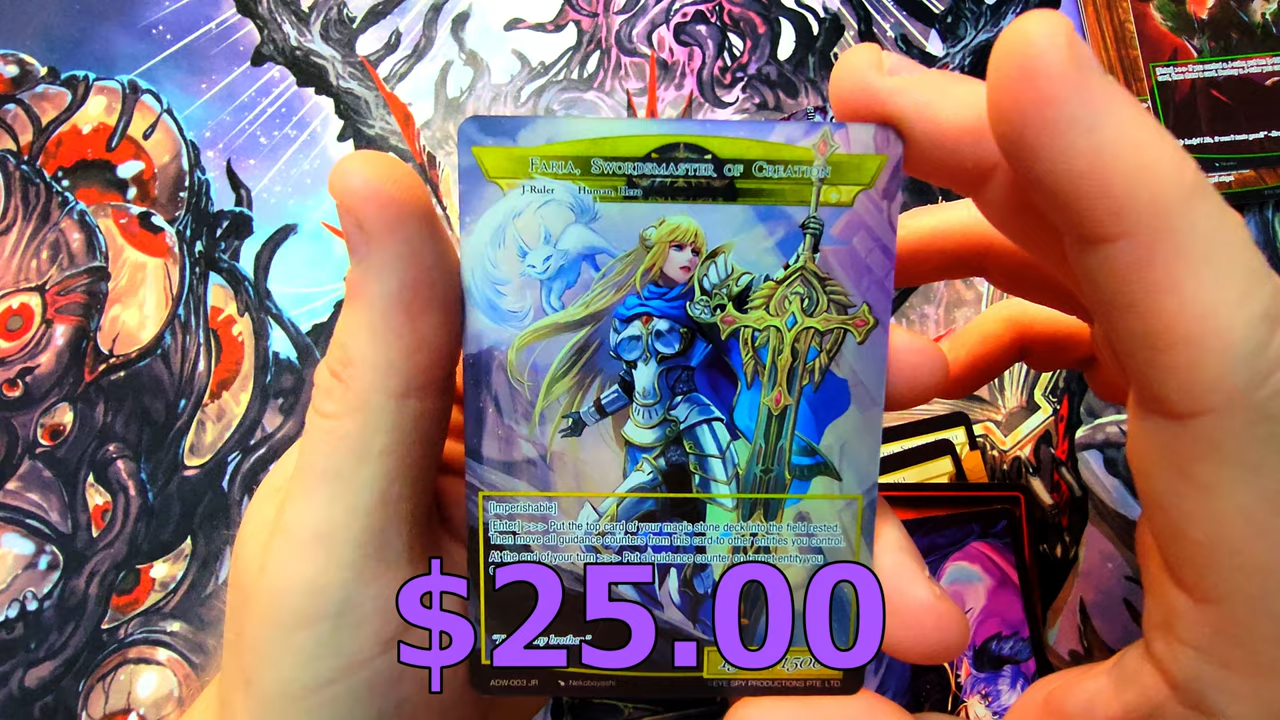 FARIA, SWORDSMASTER OF CREATION
J-Ruler Human, Hero
[Imperishable]
[Enter] >>> Put the top card of your magic stone deck into the field rested.
Then move all guidance counters from this card to other entities you control.
At the end of your turn >>> Put a guidance counter on target entity you
$25.00
my brother."
1500
ADW-003 JR Nekobayashi ©EYE SPY PRODUCTIONS PTE. LTD.